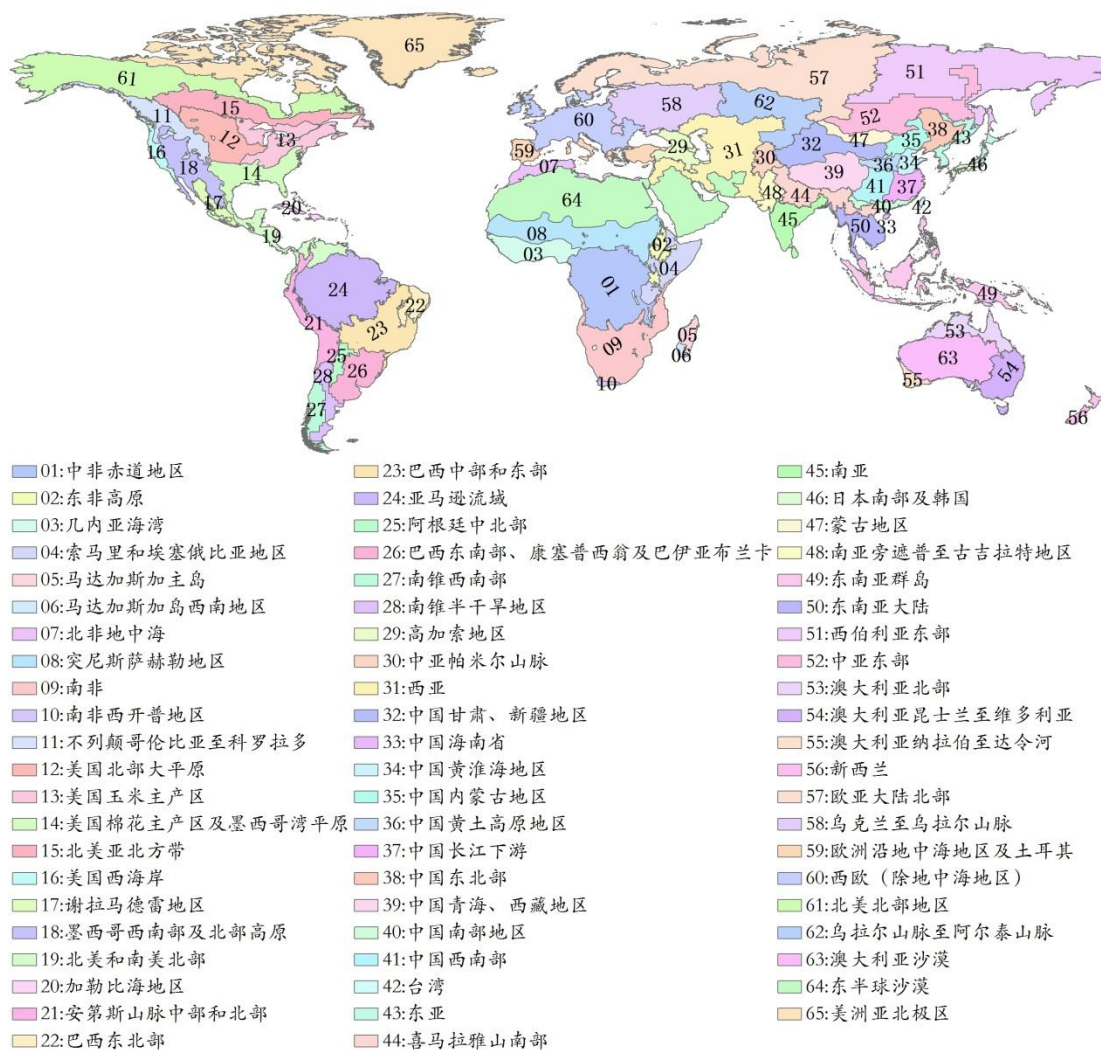 65
61
51
57
15
11
58
62
60
52
12
13
16
59
29
47
38
43
35
32
18
14
31
30
36
34
46
07
39
41
37
17
20
64
48
44
40
42
45
50
33
19
08
02
03
04
24
01
49
22
21
23
05
53
09
06
25
63
54
28
26
10
55
27
56
01:中非赤道地区
02:东非高原
03:几内亚海湾
04:索马里和埃塞俄比亚地区
05:马达加斯加主岛
06:马达加斯加岛西南地区
07:北非地中海
08:突尼斯萨赫勒地区
09:南非
10:南非西开普地区
11:不列颠哥伦比亚至科罗拉多
12:美国北部大平原
13:美国玉米主产区
14:美国棉花主产区及墨西哥湾平原
15:北美亚北方带
16:美国西海岸
17:谢拉马德雷地区
18:墨西哥西南部及北部高原
19:北美和南美北部
20:加勒比海地区
21:安第斯山脉中部和北部
22:巴西东北部
23:巴西中部和东部
24:亚马逊流域
25:阿根廷中北部
26:巴西东南部、康塞普西翁及巴伊亚布兰卡
27:南锥西南部
28:南锥半干旱地区
29:高加索地区
30:中亚帕米尔山脉
31:西亚
32:中国甘肃、新疆地区
33:中国海南省
34:中国黄淮海地区
35:中国内蒙古地区
36:中国黄土高原地区
37:中国长江下游
38:中国东北部
39:中国青海、西藏地区
40:中国南部地区
41:中国西南部
42:台湾
43:东亚
44:喜马拉雅山南部
45:南亚
46:日本南部及韩国
47:蒙古地区
48:南亚旁遮普至古吉拉特地区
49:东南亚群岛
50:东南亚大陆
51:西伯利亚东部
52:中亚东部
53:澳大利亚北部
54:澳大利亚昆士兰至维多利亚
55:澳大利亚纳拉伯至达令河
56:新西兰
57:欧亚大陆北部
58:乌克兰至乌拉尔山脉
59:欧洲沿地中海地区及土耳其
60:西欧（除地中海地区）
61:北美北部地区
62:乌拉尔山脉至阿尔泰山脉
63:澳大利亚沙漠
64:东半球沙漠
65:美洲亚北极区